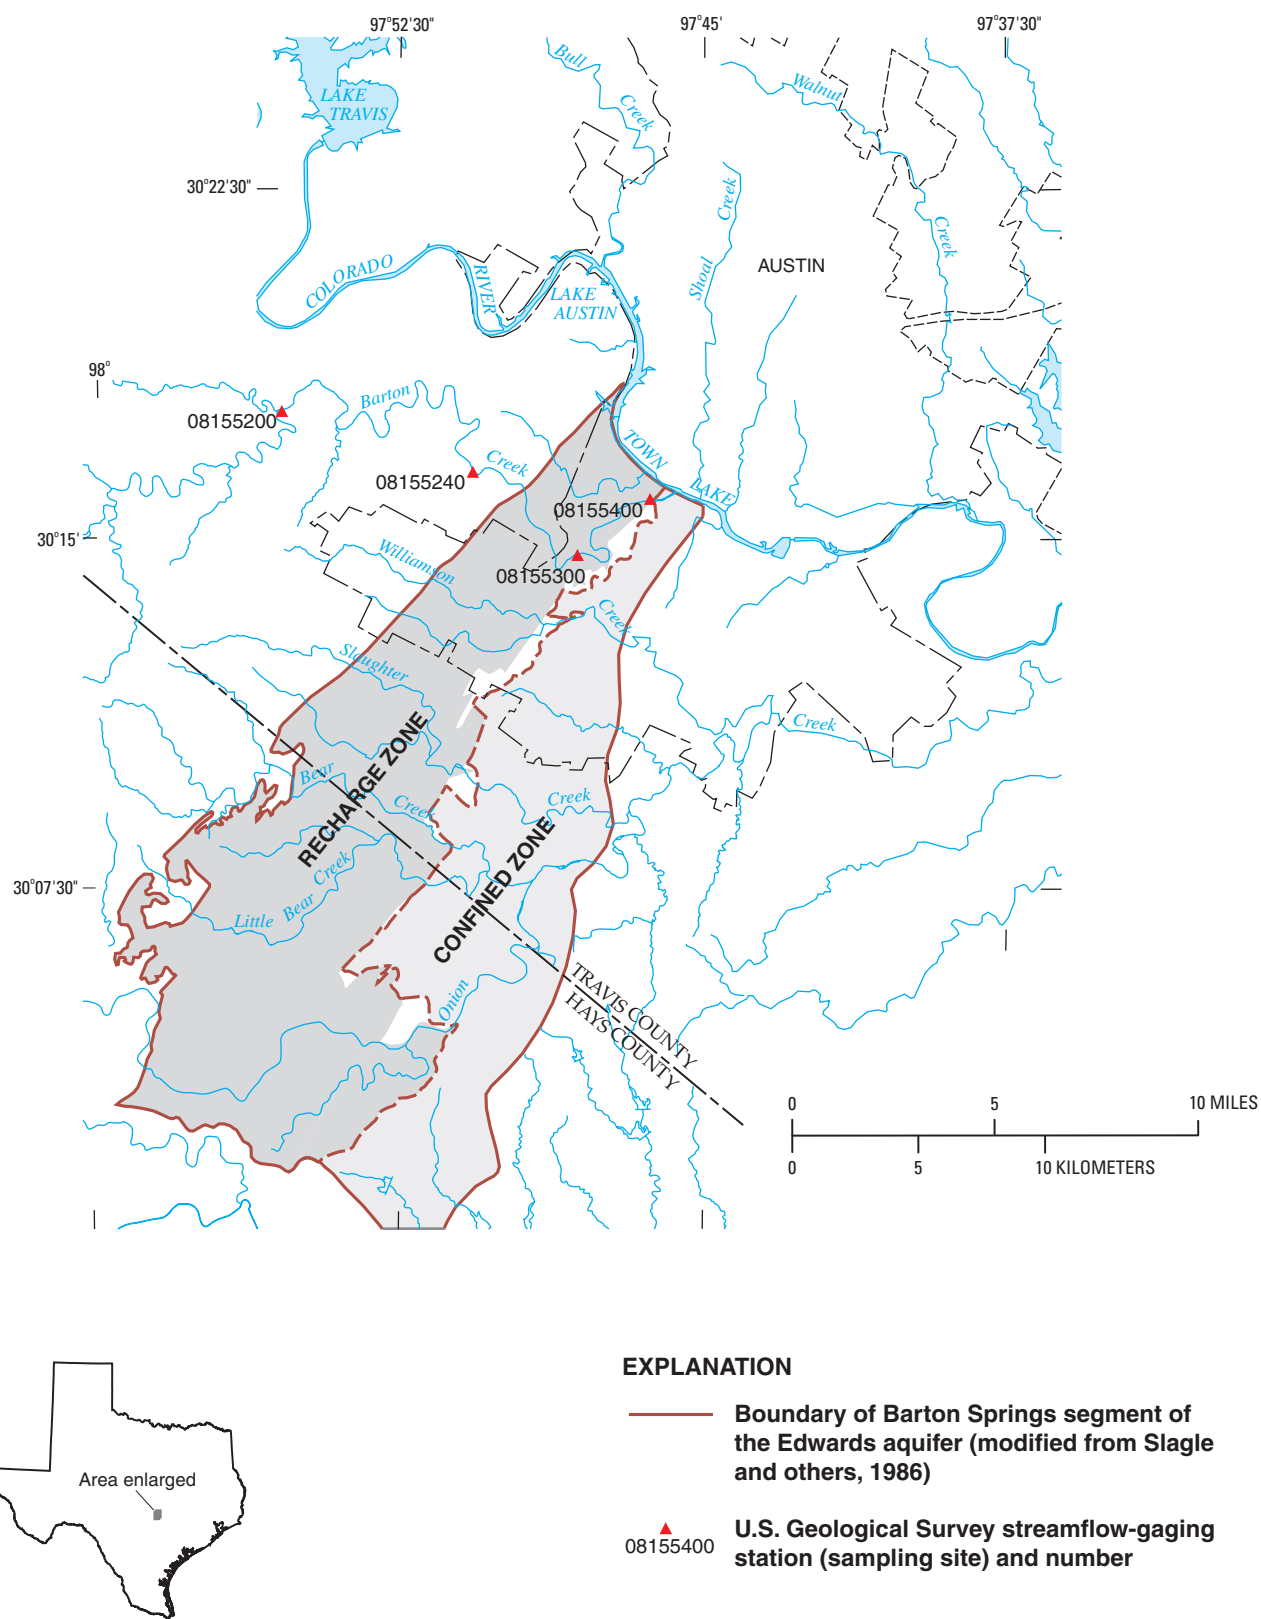 97°52'30"
97°45'
97°37'30"
Bull
Creek
Walnut
Creek
LAKE
TRAVIS
30°22'30"
Shoal
Creek
AUSTIN
COLORADO
RIVER
LAKE
AUSTIN
98°
Barton
Creek
08155200
08155240
TOWN
LAKE
08155400
08155300
30°15'
Williamson
Creek
Slaughter
Creek
Creek
Bear
Creek
RECHARGE ZONE
CONFINED ZONE
30°07'30"
Little
Bear
Creek
Onion
TRAVIS COUNTY
HAYS COUNTY
0
5
10 MILES
0
5
10 KILOMETERS
Area enlarged
EXPLANATION
Boundary of Barton Springs segment of
the Edwards aquifer (modified from Slagle
and others, 1986)
08155400
U.S. Geological Survey streamflow-gaging
station (sampling site) and number